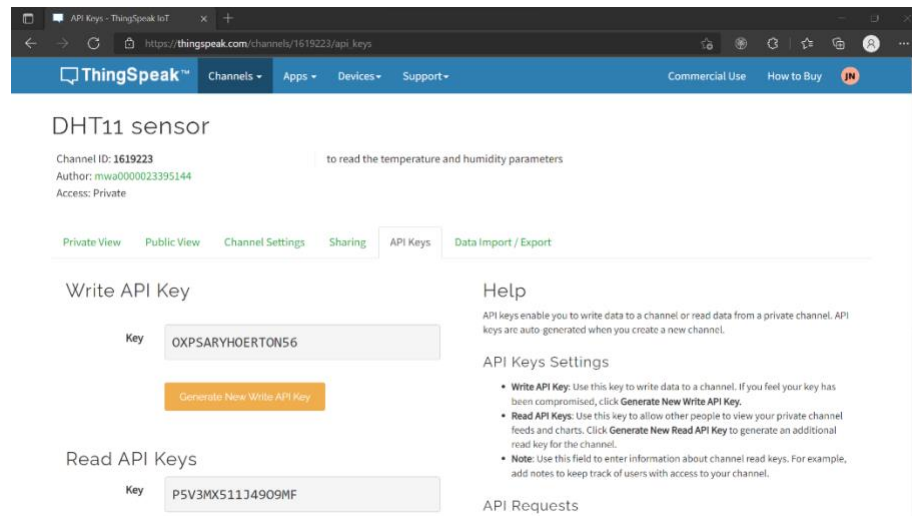 API Keys - ThingSpeak IoT
https://thingspeak.com/channels/1619223/api_keys
ThingSpeak™ Channels Apps Devices Support Commercial Use How to Buy JN
DHT11 sensor
Channel ID: 1619223
to read the temperature and humidity parameters
Author: mwa0000023395144
Access: Private
Private View Public View Channel Settings Sharing API Keys Data Import / Export
Write API Key
Key
OXPSARYHOERTON56
Generate New Write API Key
Read API Keys
Key
P5V3MX511J49O9MF
Help
API keys enable you to write data to a channel or read data from a private channel. API
keys are auto-generated when you create a new channel.
API Keys Settings
• Write API Key: Use this key to write data to a channel. If you feel your key has
been compromised, click Generate New Write API Key.
• Read API Keys: Use this key to allow other people to view your private channel
feeds and charts. Click Generate New Read API Key to generate an additional
read key for the channel.
• Note: Use this field to enter information about channel read keys. For example,
add notes to keep track of users with access to your channel.
API Requests